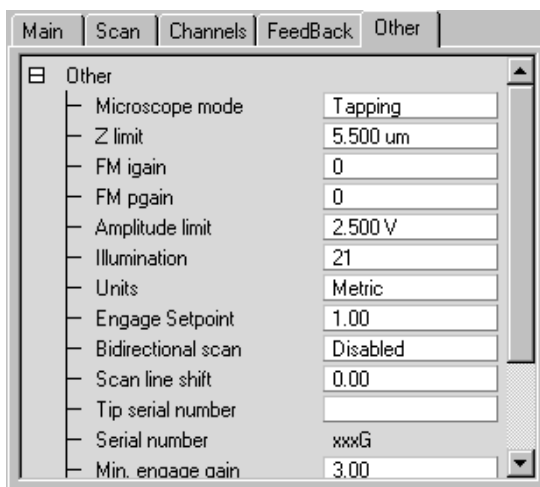 Main Scan Channels FeedBack Other
Other
Microscope mode Tapping
Z limit 5.500 um
FM igain 0
FM pgain 0
Amplitude limit 2.500 V
Illumination 21
Units Metric
Engage Setpoint 1.00
Bidirectional scan Disabled
Scan line shift 0.00
Tip serial number
Serial number xxxG
Min. engage gain 3.00